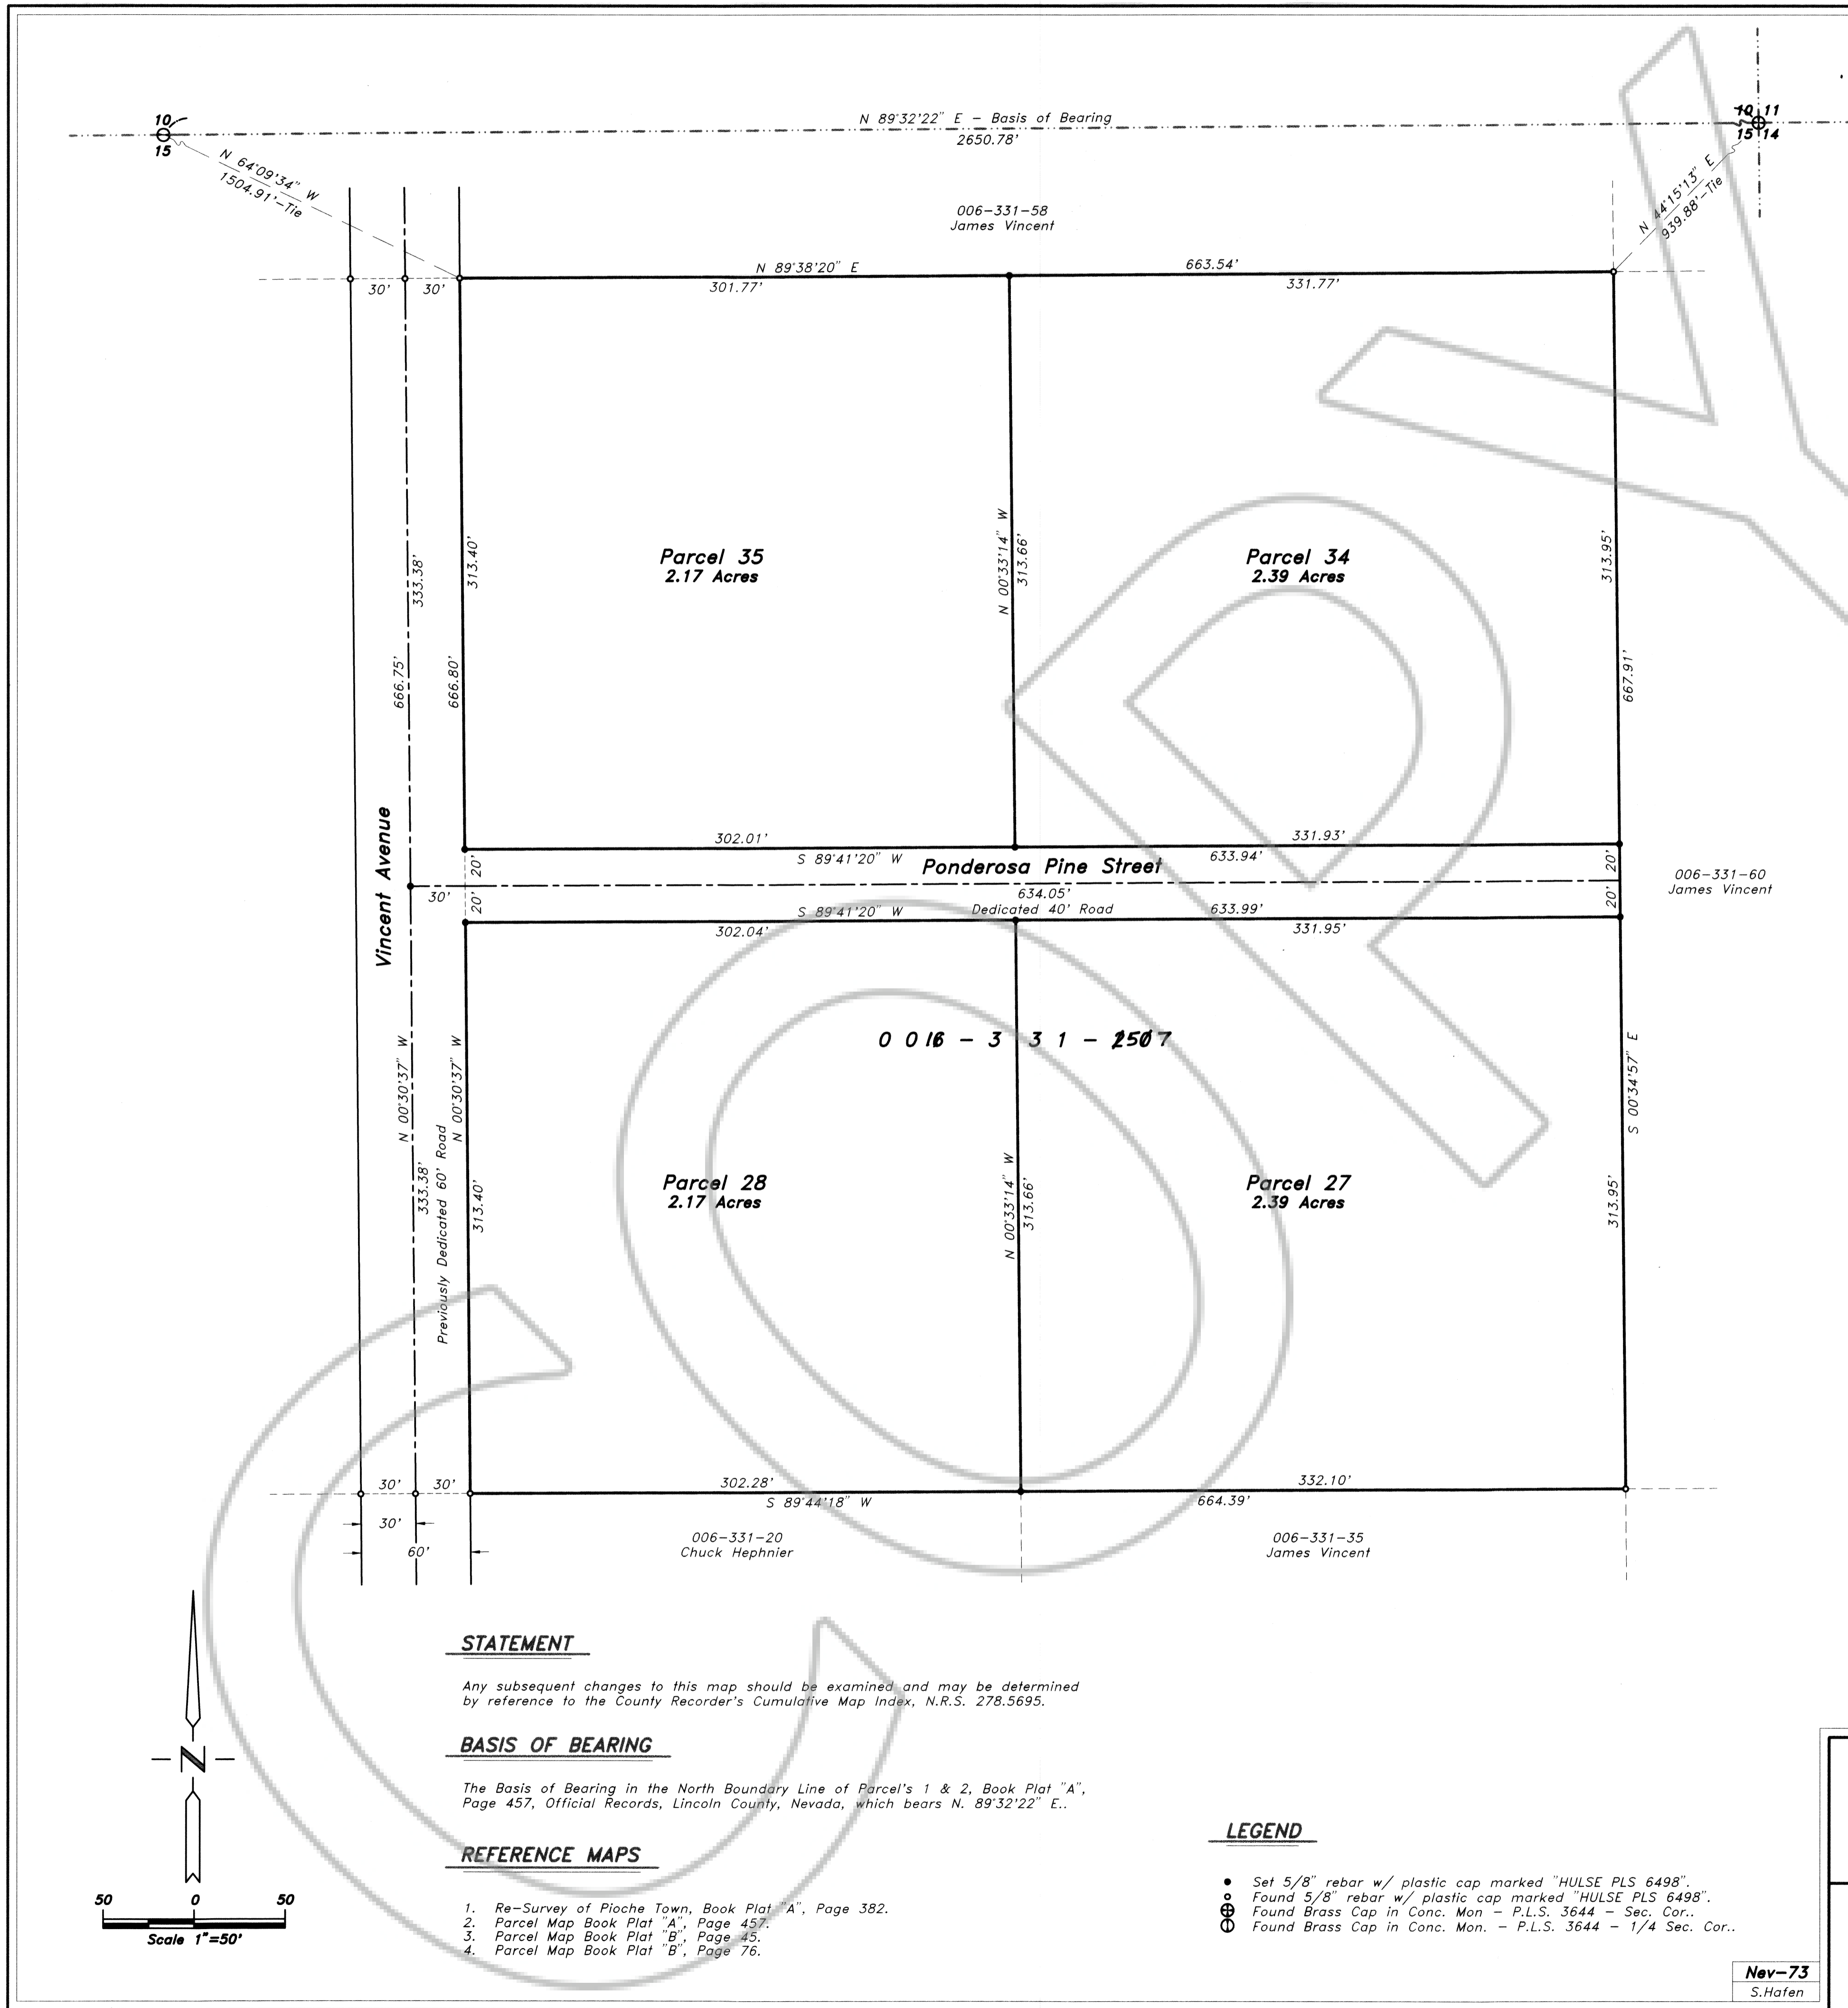 10
15
N 89°32'22" E - Basis of Bearing
2650.78'
10 11
15 14
N 64°09'34" W
1504.91'-Tie
N 44°15'13" E
939.88'-Tie
006-331-58
James Vincent
N 89°38'20" E
663.54'
30' 30'
301.77'
331.77'
Parcel 35
2.17 Acres
Parcel 34
2.39 Acres
333.38'
313.40'
N 00°33'14" W
313.66'
313.95'
666.75'
666.80'
667.91'
Vincent Avenue
302.01'
331.93'
S 89°41'20" W
633.94'
Ponderosa Pine Street
20'
20'
30'
634.05'
20'
20'
S 89°41'20" W
Dedicated 40' Road
633.99'
302.04'
331.95'
006-331-60
James Vincent
N 00°30'37" W
N 00°30'37" W
S 00°34'57" E
333.38'
Previously Dedicated 60' Road
313.40'
Parcel 28
2.17 Acres
N 00°33'14" W
313.66'
Parcel 27
2.39 Acres
313.95'
30' 30'
302.28'
332.10'
S 89°44'18" W
664.39'
30'
60'
006-331-20
Chuck Hephnier
006-331-35
James Vincent
STATEMENT
Any subsequent changes to this map should be examined and may be determined
by reference to the County Recorder's Cumulative Map Index, N.R.S. 278.5695.
BASIS OF BEARING
The Basis of Bearing in the North Boundary Line of Parcel's 1 & 2, Book Plat "A",
Page 457, Official Records, Lincoln County, Nevada, which bears N. 89°32'22" E..
REFERENCE MAPS
1. Re-Survey of Pioche Town, Book Plat "A", Page 382.
2. Parcel Map Book Plat "A", Page 457.
3. Parcel Map Book Plat "B", Page 45.
4. Parcel Map Book Plat "B", Page 76.
N
50 0 50
Scale 1"=50'
LEGEND
Set 5/8" rebar w/ plastic cap marked "HULSE PLS 6498".
Found 5/8" rebar w/ plastic cap marked "HULSE PLS 6498".
Found Brass Cap in Conc. Mon - P.L.S. 3644 - Sec. Cor..
Found Brass Cap in Conc. Mon. - P.L.S. 3644 - 1/4 Sec. Cor..
Nev-73
S.Hafen
COPY